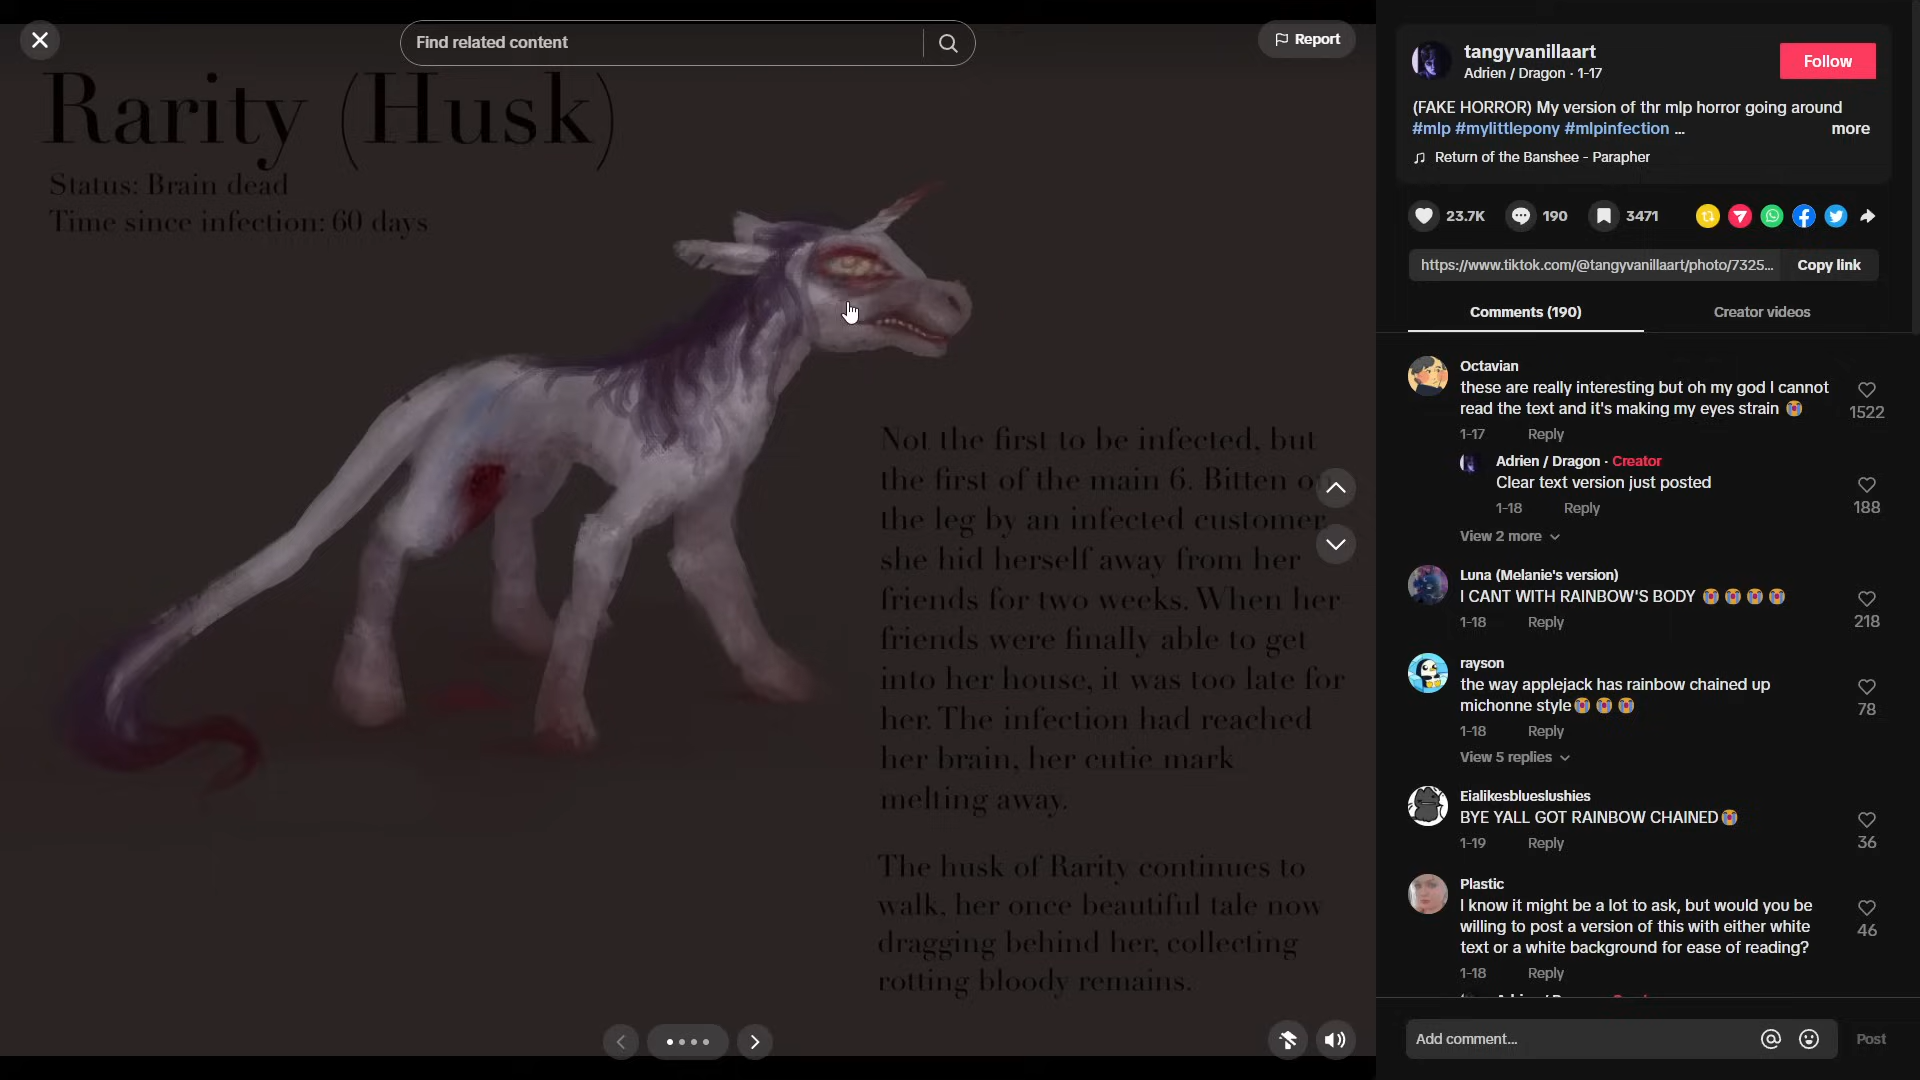 Find related content
Report
Rarity (Husk)
Status: Brain dead
Time since infection: 60 days
Not the first to be infected, but
the first of the main 6. Bitten
the leg by an infected customer
she hid herself away from her
friends for two weeks. When her
friends were finally able to get
into her house, it was too late for
her. The infection had reached
her brain, her cutie mark
melting away.
The husk of Rarity continues to
walk, her once beautiful tale now
dragging behind her, collecting
rotting bloody remains.
tangyvanillaart
Adrien / Dragon · 1-17
Follow
(FAKE HORROR) My version of thr mlp horror going around
#mlp #mylittlepony #mlpinfection ...
more
Return of the Banshee - Parapher
23.7K
190
3471
https://www.tiktok.com/@tangyvanillaart/photo/7325...
Copy link
Comments (190)
Creator videos
Octavian
these are really interesting but oh my god I cannot
read the text and it's making my eyes strain 😭
1522
1-17 Reply
Adrien / Dragon · Creator
Clear text version just posted
1-18 Reply
188
View 2 more
Luna (Melanie's version)
I CANT WITH RAINBOW'S BODY 😭😭😭😭
1-18 Reply
218
rayson
the way applejack has rainbow chained up
michonne style😭😭😭
78
1-18 Reply
View 5 replies
Eialikesblueslushies
BYE YALL GOT RAINBOW CHAINED😭
1-19 Reply
36
Plastic
I know it might be a lot to ask, but would you be
willing to post a version of this with either white
text or a white background for ease of reading?
46
1-18 Reply
Add comment...
Post